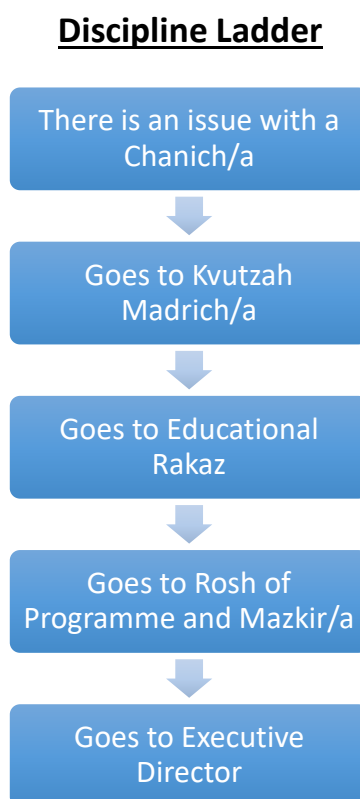 Discipline Ladder
There is an issue with a
Chanich/a
Goes to Kvutzah
Madrich/a
Goes to Educational
Rakaz
Goes to Rosh of
Programme and Mazkir/a
Goes to Executive
Director